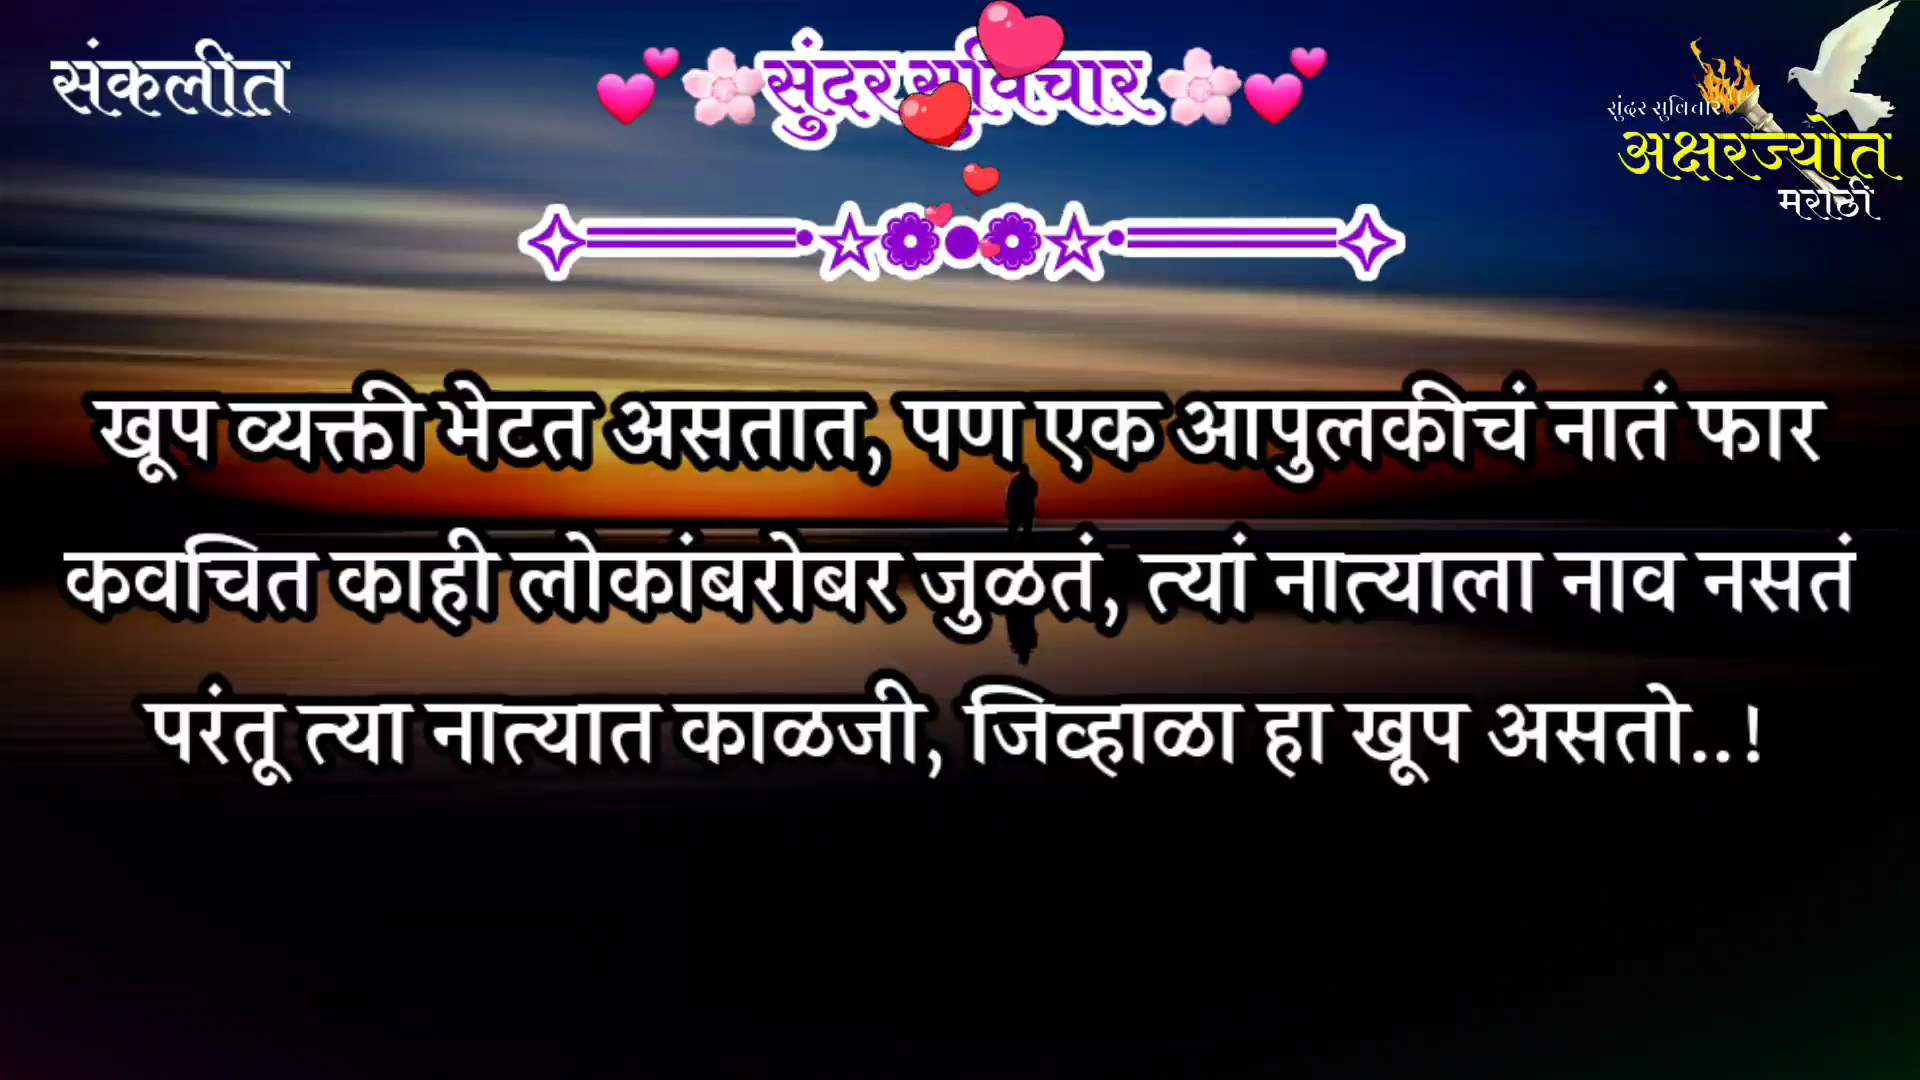 संकलीत
सुंदर सुविचार
सुंदर सुविचार
अक्षरज्योत
मराठी
खूप व्यक्ती भेटत असतात, पण एक आपुलकीचं नातं फार
कवचित काही लोकांबरोबर जुळतं, त्यां नात्याला नाव नसतं
परंतू त्या नात्यात काळजी, जिव्हाळा हा खूप असतो..!